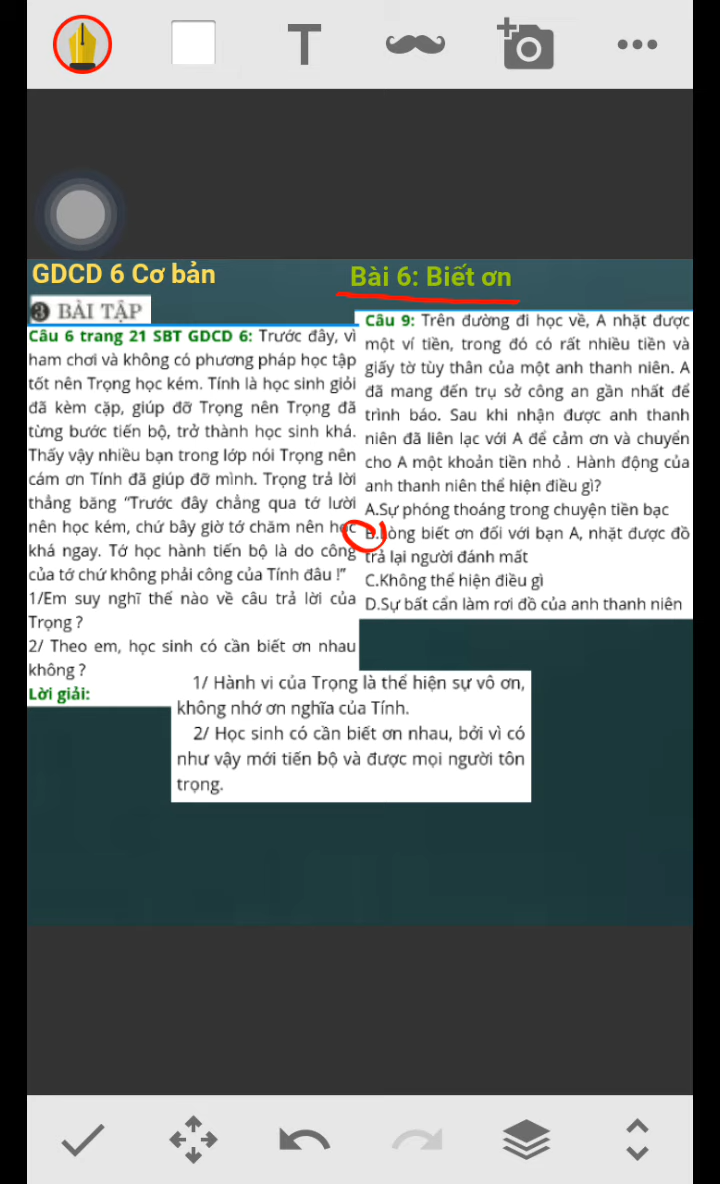 T
GDCD 6 Cơ bản
Bài 6: Biết ơn
3 BÀI TẬP
Câu 6 trang 21 SBT GDCD 6: Trước đây, vì
ham chơi và không có phương pháp học tập
tốt nên Trọng học kém. Tính là học sinh giỏi
đã kèm cặp, giúp đỡ Trọng nên Trọng đã
từng bước tiến bộ, trở thành học sinh khá.
Thấy vậy nhiều bạn trong lớp nói Trọng nên
cám ơn Tính đã giúp đỡ mình. Trọng trả lời
thẳng băng "Trước đây chẳng qua tớ lười
nên học kém, chứ bây giờ tớ chăm nên học
khá ngay. Tớ học hành tiến bộ là do công
của tớ chứ không phải công của Tính đâu !"
1/Em suy nghĩ thế nào về câu trả lời của
Trọng ?
2/ Theo em, học sinh có cần biết ơn nhau
không ?
Lời giải:
1/ Hành vi của Trọng là thể hiện sự vô ơn,
không nhớ ơn nghĩa của Tính.
2/ Học sinh có cần biết ơn nhau, bởi vì có
như vậy mới tiến bộ và được mọi người tôn
trọng.
Câu 9: Trên đường đi học về, A nhặt được
một ví tiền, trong đó có rất nhiều tiền và
giấy tờ tùy thân của một anh thanh niên. A
đã mang đến trụ sở công an gần nhất để
trình báo. Sau khi nhận được anh thanh
niên đã liên lạc với A để cảm ơn và chuyển
cho A một khoản tiền nhỏ . Hành động của
anh thanh niên thể hiện điều gì?
A.Sự phóng thoáng trong chuyện tiền bạc
B.Lòng biết ơn đối với bạn A, nhặt được đồ
trả lại người đánh mất
C.Không thể hiện điều gì
D.Sự bất cẩn làm rơi đồ của anh thanh niên